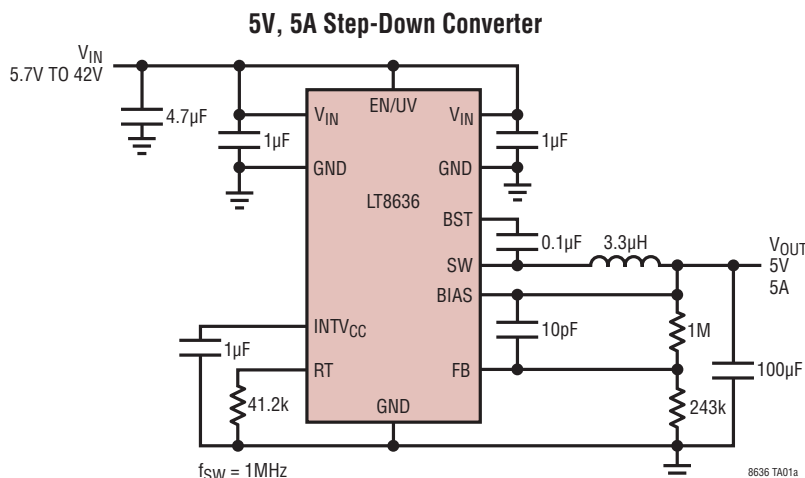 5V, 5A Step-Down Converter
VIN
5.7V TO 42V
4.7µF
1µF
VIN
EN/UV
VIN
1µF
GND
GND
LT8636
BST
0.1µF
3.3µH
SW
VOUT
5V
5A
BIAS
10pF
1M
INTVCC
1µF
RT
FB
100µF
41.2k
GND
243k
fSW = 1MHz
8636 TA01a